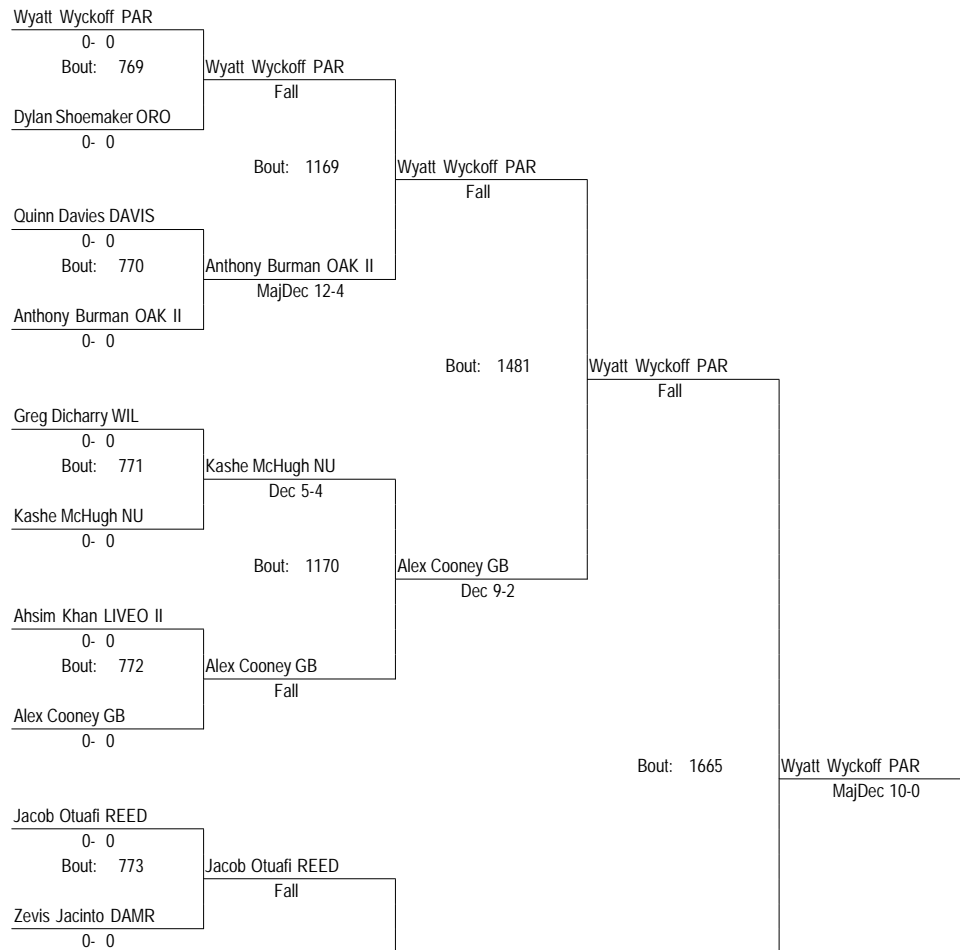 Wyatt Wyckoff PAR
0- 0
Bout: 769
Wyatt Wyckoff PAR
Fall
Dylan Shoemaker ORO
0- 0
Bout: 1169
Wyatt Wyckoff PAR
Fall
Quinn Davies DAVIS
0- 0
Bout: 770
Anthony Burman OAK II
MajDec 12-4
Anthony Burman OAK II
0- 0
Bout: 1481
Wyatt Wyckoff PAR
Fall
Greg Dicharry WIL
0- 0
Bout: 771
Kashe McHugh NU
Dec 5-4
Kashe McHugh NU
0- 0
Bout: 1170
Alex Cooney GB
Dec 9-2
Ahsim Khan LIVEO II
0- 0
Bout: 772
Alex Cooney GB
Fall
Alex Cooney GB
0- 0
Bout: 1665
Wyatt Wyckoff PAR
MajDec 10-0
Jacob Otuafi REED
0- 0
Bout: 773
Jacob Otuafi REED
Fall
Zevis Jacinto DAMR
0- 0